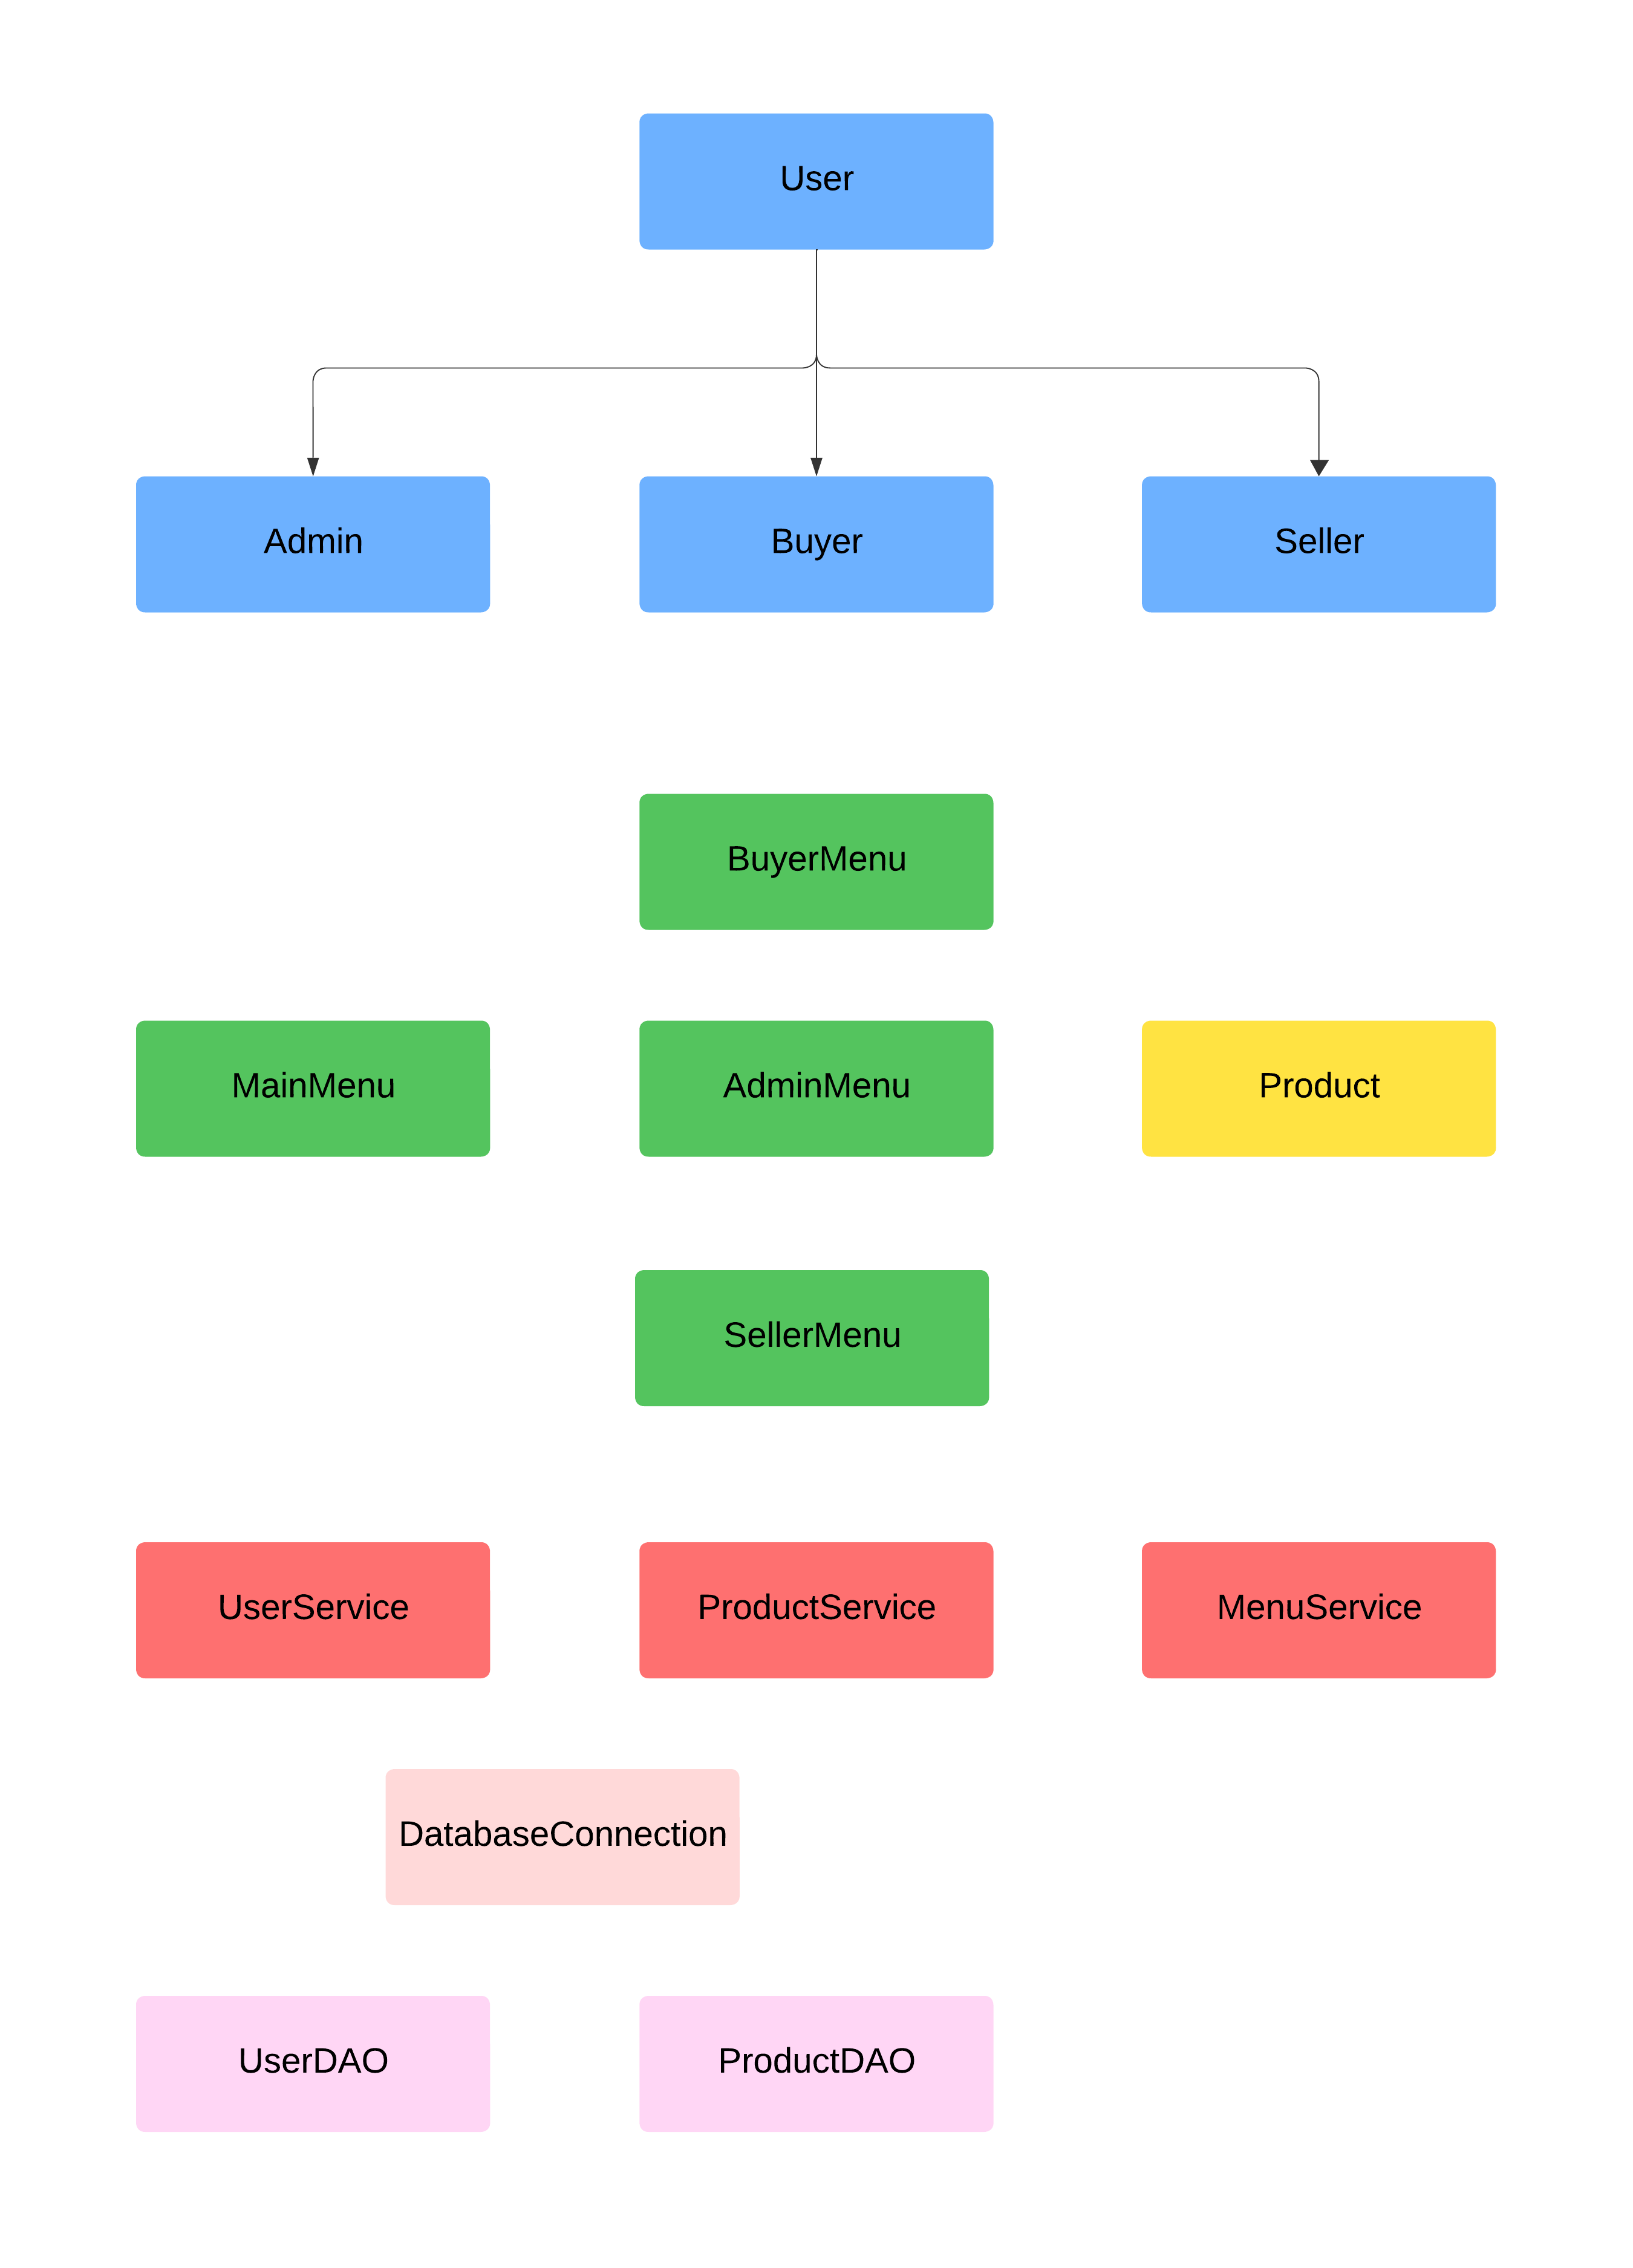 User
Admin
Buyer
Seller
BuyerMenu
MainMenu
AdminMenu
Product
SellerMenu
UserService
ProductService
MenuService
DatabaseConnection
UserDAO
ProductDAO